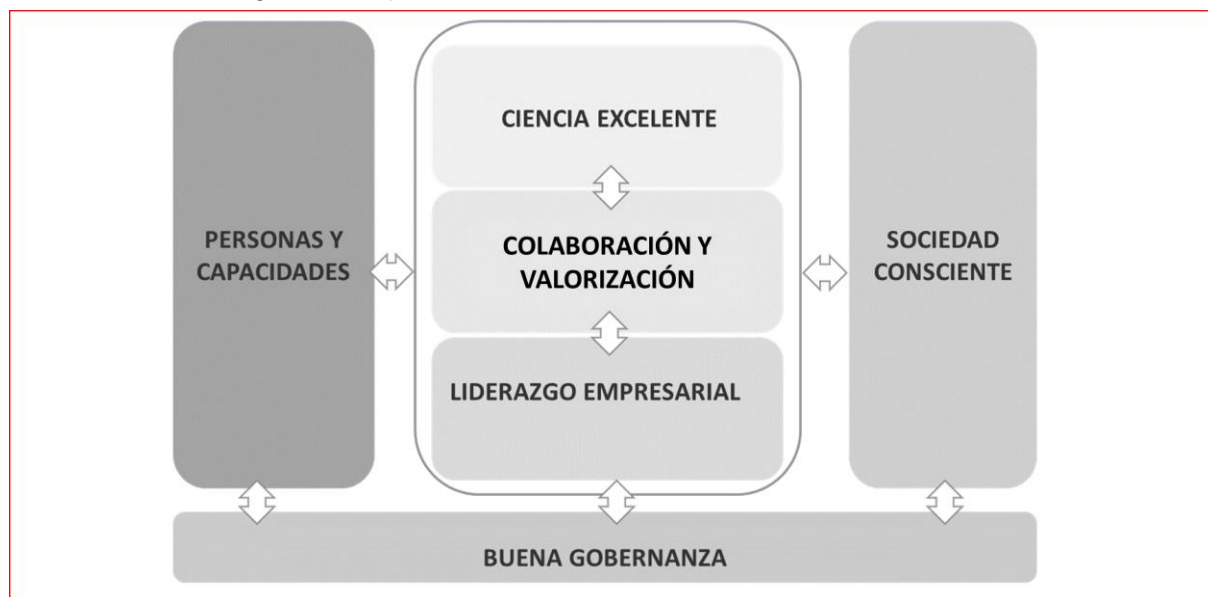 CIENCIA EXCELENTE
PERSONAS Y
CAPACIDADES
COLABORACIÓN Y
VALORIZACIÓN
SOCIEDAD
CONSCIENTE
LIDERAZGO EMPRESARIAL
BUENA GOBERNANZA